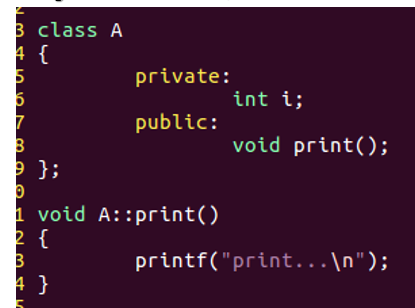 2
3 class A
4 {
5 private:
6 int i;
7 public:
8 void print();
9 };
0
1 void A::print()
2 {
3 printf("print...\n");
4 }
5